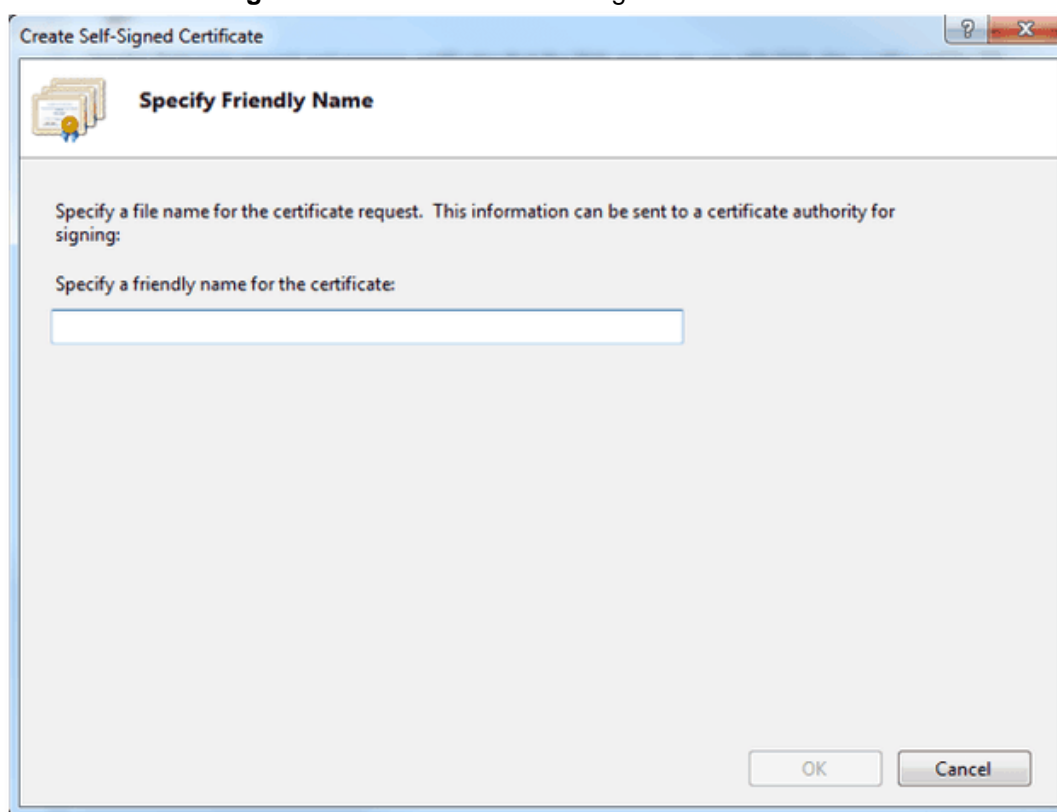 Create Self-Signed Certificate
Specify Friendly Name
Specify a file name for the certificate request.  This information can be sent to a certificate authority for
signing:
Specify a friendly name for the certificate:
OK
Cancel